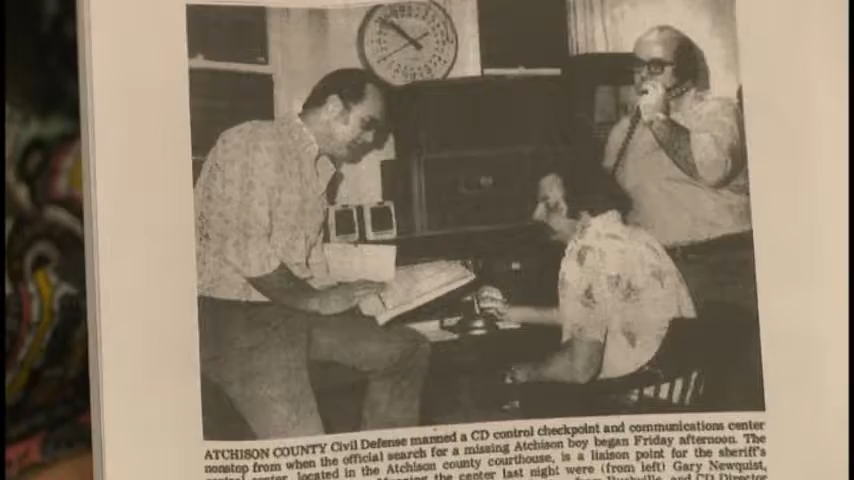 ATCHISON COUNTY Civil Defense manned a CD control checkpoint and communications center
nonstop from when the official search for a missing Atchison boy began Friday afternoon. The
center, located in the Atchison county courthouse, is a liaison point for the sheriff's
the center last night were (from left) Gary Newquist,
and CD Director